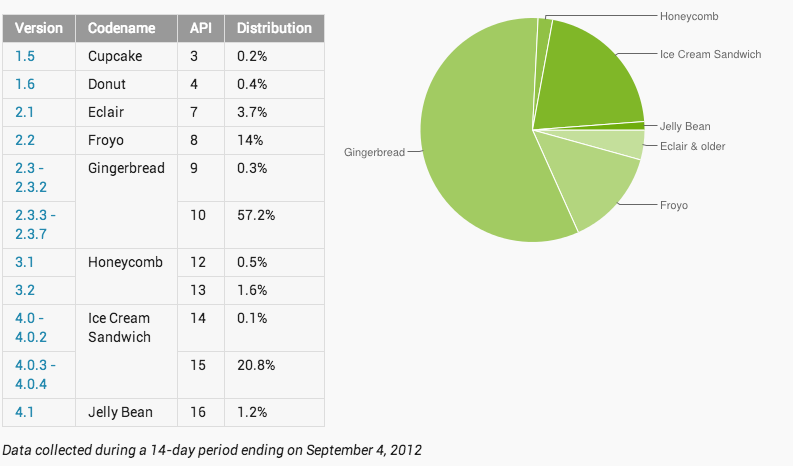 Version Codename API Distribution
1.5 Cupcake 3 0.2%
1.6 Donut 4 0.4%
2.1 Eclair 7 3.7%
2.2 Froyo 8 14%
2.3 - Gingerbread 9 0.3%
2.3.2
2.3.3 - 10 57.2%
2.3.7
3.1 Honeycomb 12 0.5%
3.2 13 1.6%
4.0 - Ice Cream 14 0.1%
4.0.2 Sandwich
4.0.3 - 15 20.8%
4.0.4
4.1 Jelly Bean 16 1.2%
Honeycomb
Ice Cream Sandwich
Jelly Bean
Eclair & older
Gingerbread
Froyo
Data collected during a 14-day period ending on September 4, 2012